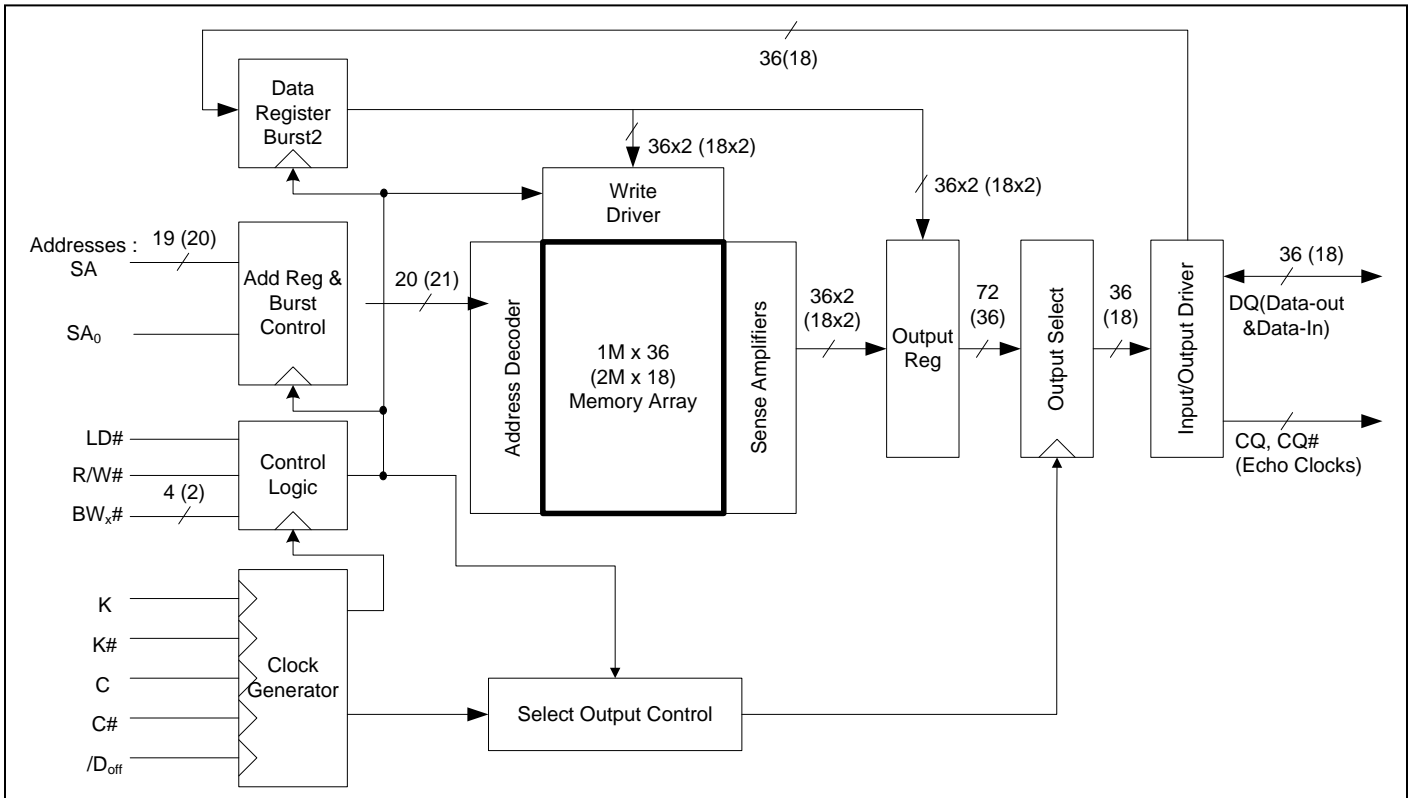 36(18)
Data
Register
Burst2
36x2 (18x2)
36x2 (18x2)
Write
Driver
Addresses :
SA
19 (20)
SA0
Add Reg &
Burst
Control
20 (21)
Address Decoder
1M x 36
(2M x 18)
Memory Array
Sense Amplifiers
36x2
(18x2)
Output
Reg
72
(36)
Output Select
36
(18)
Input/Output Driver
36 (18)
DQ(Data-out
&Data-In)
CQ, CQ#
(Echo Clocks)
LD#
R/W#
BWx#
4 (2)
Control
Logic
K
K#
C
C#
/Doff
Clock
Generator
Select Output Control